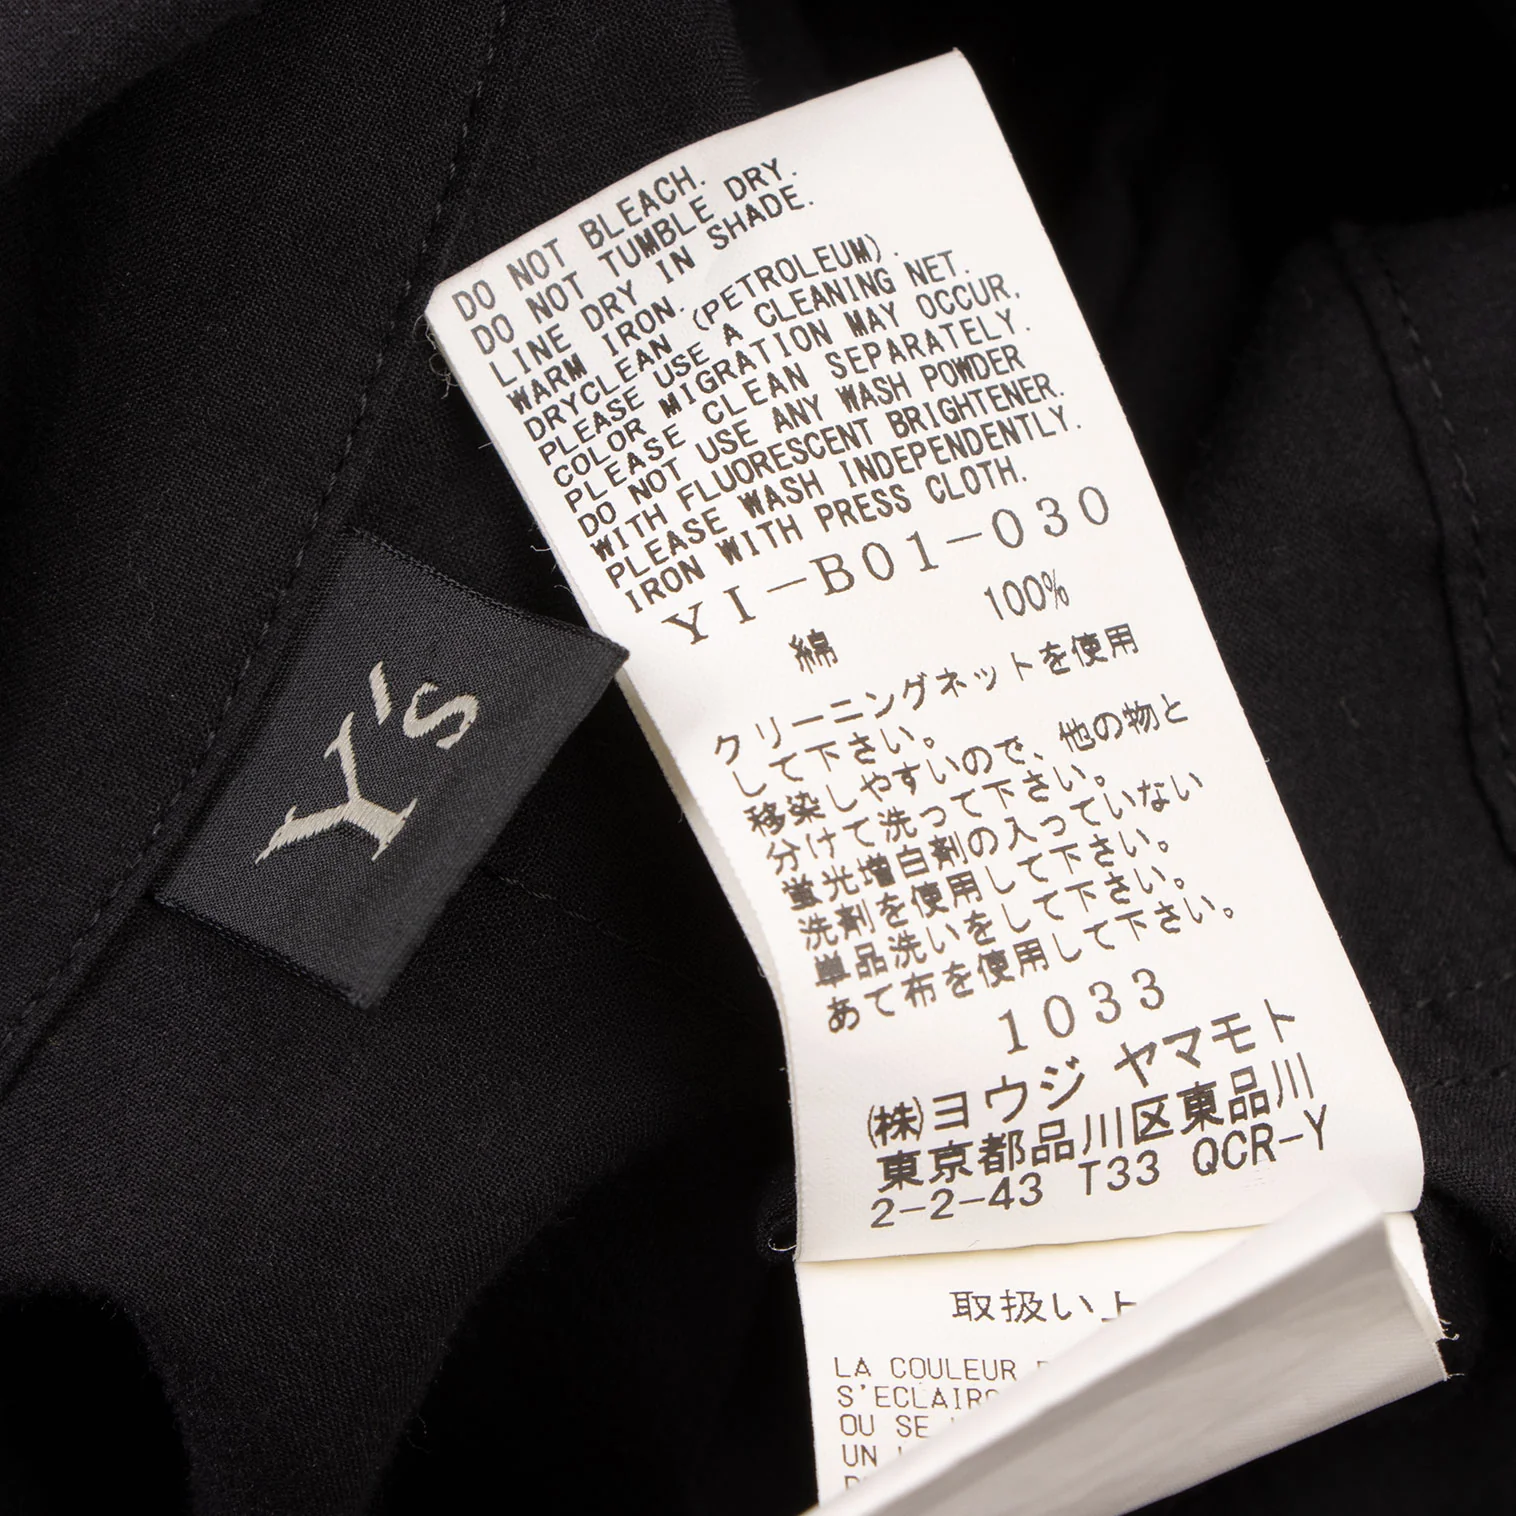 DO NOT BLEACH.
DO NOT TUMBLE DRY.
LINE DRY IN SHADE.
WARM IRON.
DRYCLEAN (PETROLEUM).
PLEASE USE A CLEANING NET.
COLOR MIGRATION MAY OCCUR,
PLEASE CLEAN SEPARATELY.
DO NOT USE ANY WASH POWDER
WITH FLUORESCENT BRIGHTENER.
PLEASE WASH INDEPENDENTLY.
IRON WITH PRESS CLOTH.
YI-B01-030
綿 100%
クリーニングネットを使用
して下さい。
移染しやすいので、他の物と
分けて洗って下さい。
蛍光増白剤の入っていない
洗剤を使用して下さい。
単品洗いをして下さい。
あて布を使用して下さい。
1033
(株)ヨウジ ヤマモト
東京都品川区東品川
2-2-43 T33 QCR-Y
Y's
取扱い上
LA COULEUR
S'ECLAIRC
OU SE
UN